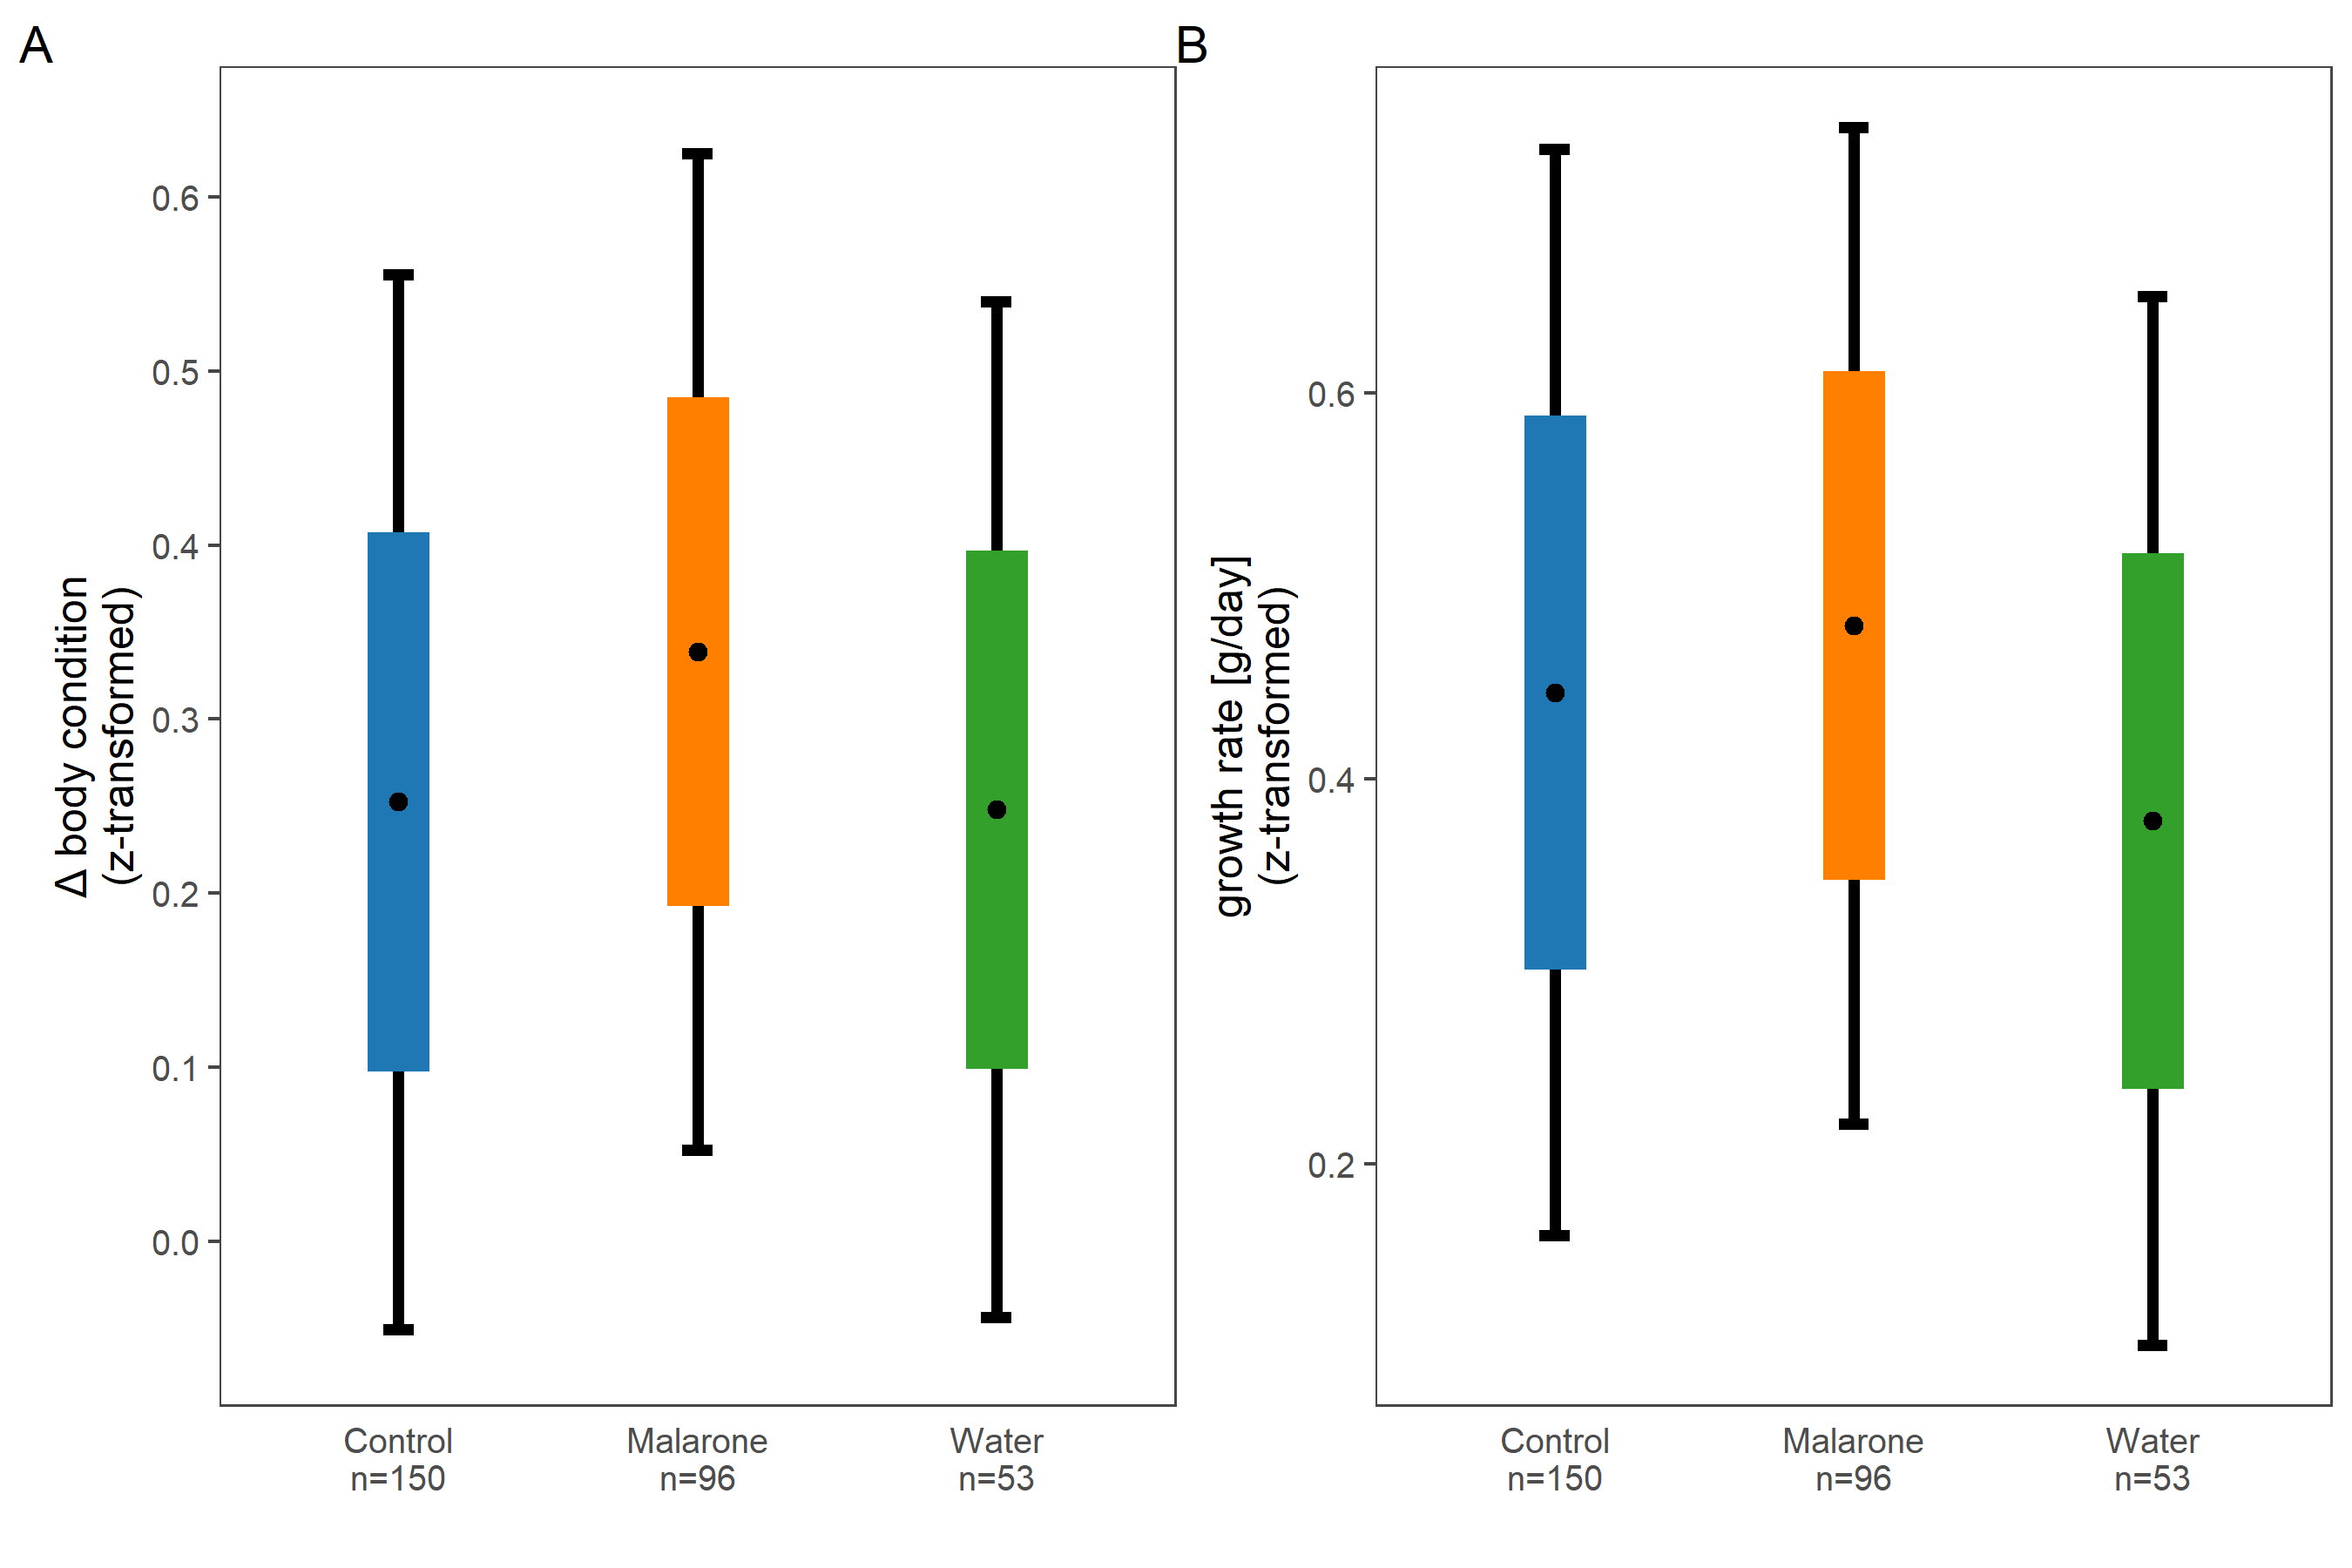 A
Δ body condition
(z-transformed)
0.6
0.5
0.4
0.3
0.2
0.1
0.0
Control
n=150
Malarone
n=96
Water
n=53
B
growth rate [g/day]
(z-transformed)
0.6
0.4
0.2
Control
n=150
Malarone
n=96
Water
n=53